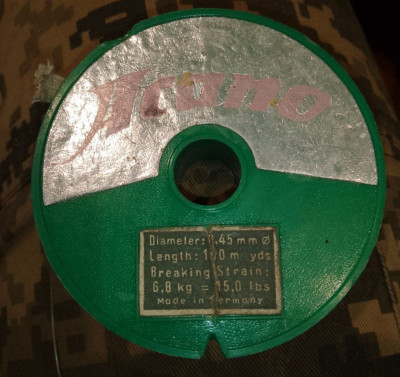 Diameter: 0.45 mm ø
Length: 100 m yds
Breaking Strain:
6.8 kg = 15,0 lbs
Made in Germany